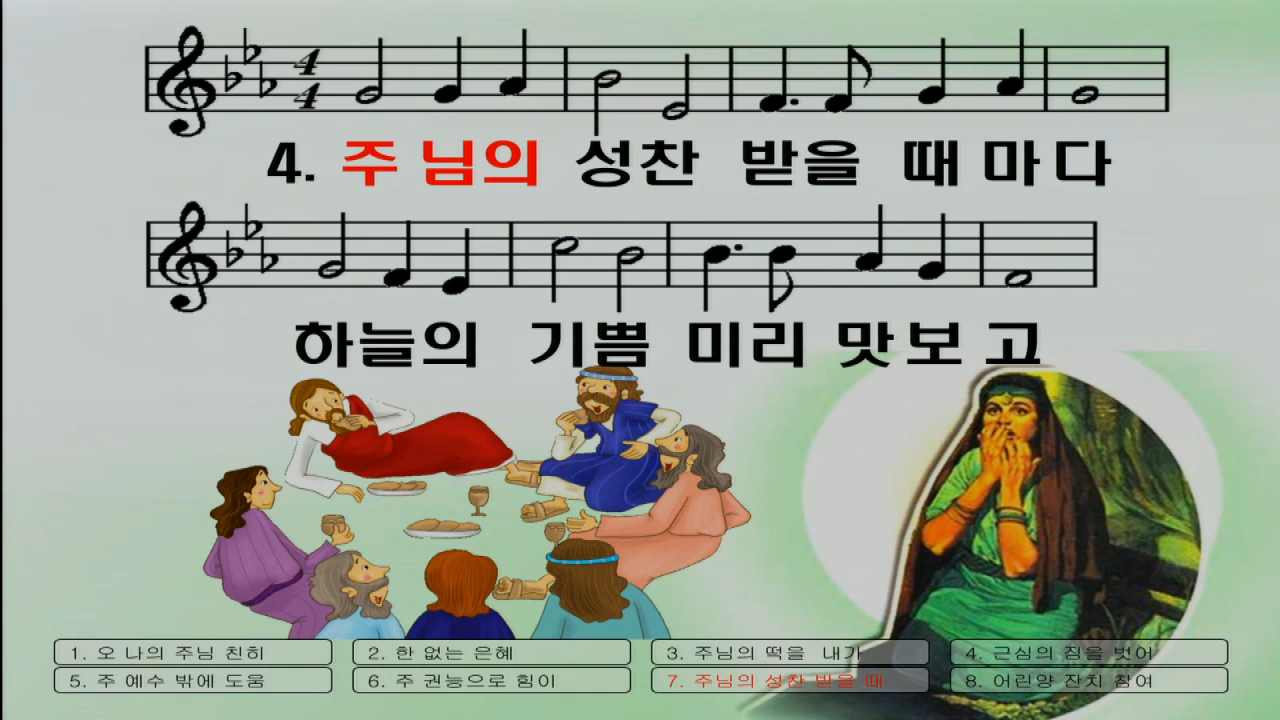 4
4
4. 주 님의 성찬 받을 때 마 다
하늘의 기쁨 미리 맛보 고
1. 오 나의 주님 친히
2. 한 없는 은혜
3. 주님의 떡을 내가
4. 근심의 짐을 벗어
5. 주 예수 밖에 도움
6. 주 권능으로 힘이
7. 주님의 성찬 받을 때
8. 어린양 잔치 참여